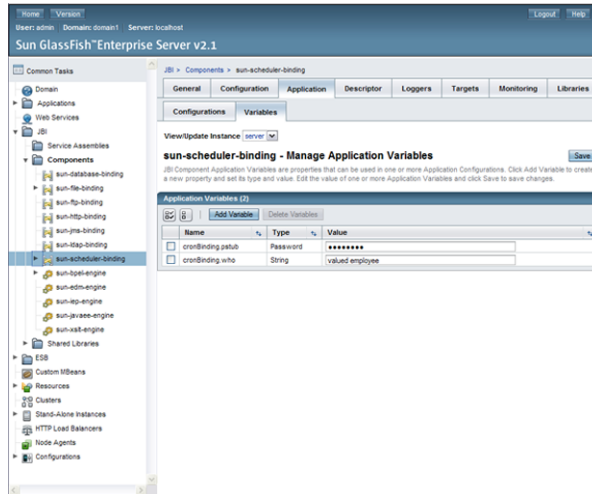 Home Version Logout Help
User: admin Domain: domain1 Server: localhost
Sun GlassFish™ Enterprise Server v2.1
Common Tasks
Domain
Applications
Web Services
JBI
Service Assemblies
Components
sun-database-binding
sun-file-binding
sun-ftp-binding
sun-http-binding
sun-jms-binding
sun-ldap-binding
sun-scheduler-binding
sun-bpel-engine
sun-edm-engine
sun-iep-engine
sun-javaee-engine
sun-xslt-engine
Shared Libraries
ESB
Custom MBeans
Resources
Clusters
Stand-Alone Instances
HTTP Load Balancers
Node Agents
Configurations
JBI > Components > sun-scheduler-binding
General Configuration Application Descriptor Loggers Targets Monitoring Libraries
Configurations Variables
View/Update Instance server
sun-scheduler-binding - Manage Application Variables Save
JBI Component Application Variables are properties that can be used in one or more Application Configurations. Click Add Variable to create
a new property and set its type and value. Edit the value of one or more Application Variables and click Save to save changes.
Application Variables (2)
Add Variable Delete Variables
Name Type Value
cronBinding.pstub Password ••••••••
cronBinding.who String valued employee